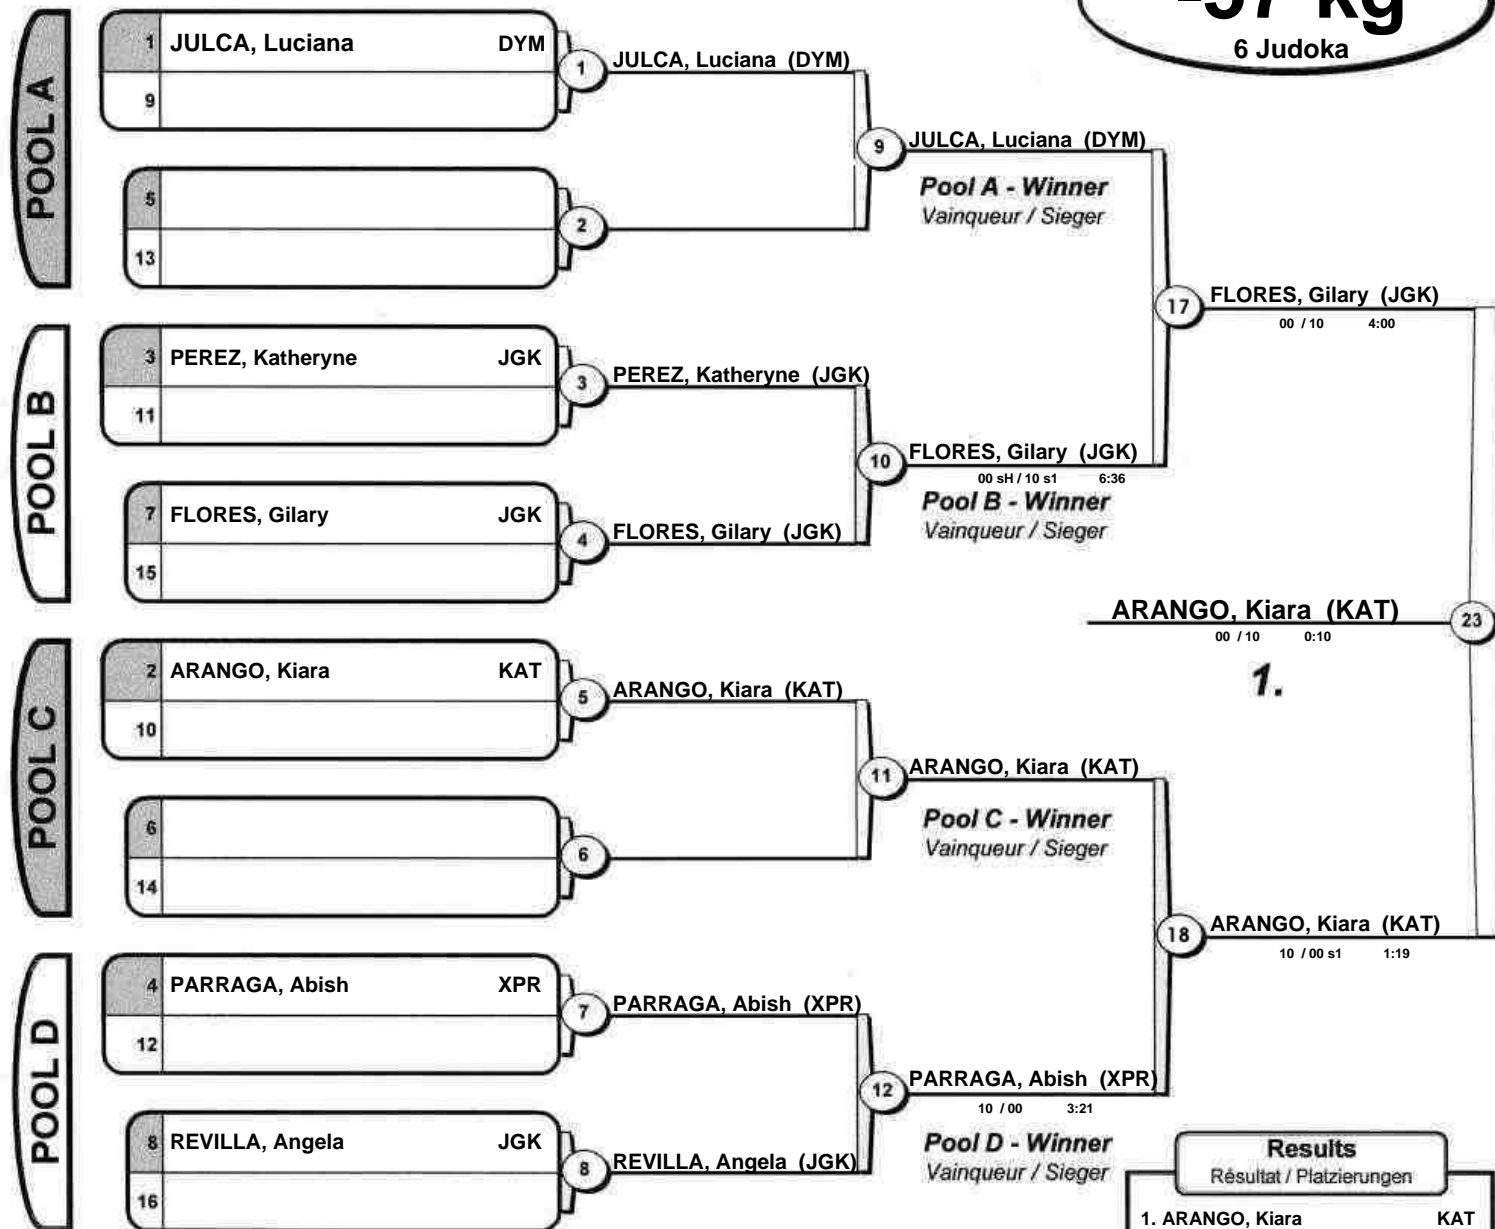 -57 kg
6 Judoka
POOL A
1 JULCA, Luciana DYM
9
1
JULCA, Luciana (DYM)
5
13
2
9
JULCA, Luciana (DYM)
Pool A - Winner
Vainqueur / Sieger
POOL B
3 PEREZ, Katheryne JGK
11
3
PEREZ, Katheryne (JGK)
7 FLORES, Gilary JGK
15
4
FLORES, Gilary (JGK)
10
FLORES, Gilary (JGK)
00 sH / 10 s1 6:36
Pool B - Winner
Vainqueur / Sieger
17
FLORES, Gilary (JGK)
00 / 10 4:00
ARANGO, Kiara (KAT)
00 / 10 0:10
23
1.
POOL C
2 ARANGO, Kiara KAT
10
5
ARANGO, Kiara (KAT)
6
14
6
11
ARANGO, Kiara (KAT)
Pool C - Winner
Vainqueur / Sieger
POOL D
4 PARRAGA, Abish XPR
12
7
PARRAGA, Abish (XPR)
8 REVILLA, Angela JGK
16
8
REVILLA, Angela (JGK)
12
PARRAGA, Abish (XPR)
10 / 00 3:21
Pool D - Winner
Vainqueur / Sieger
18
ARANGO, Kiara (KAT)
10 / 00 s1 1:19
Results
Résultat / Platzierungen
1. ARANGO, Kiara KAT